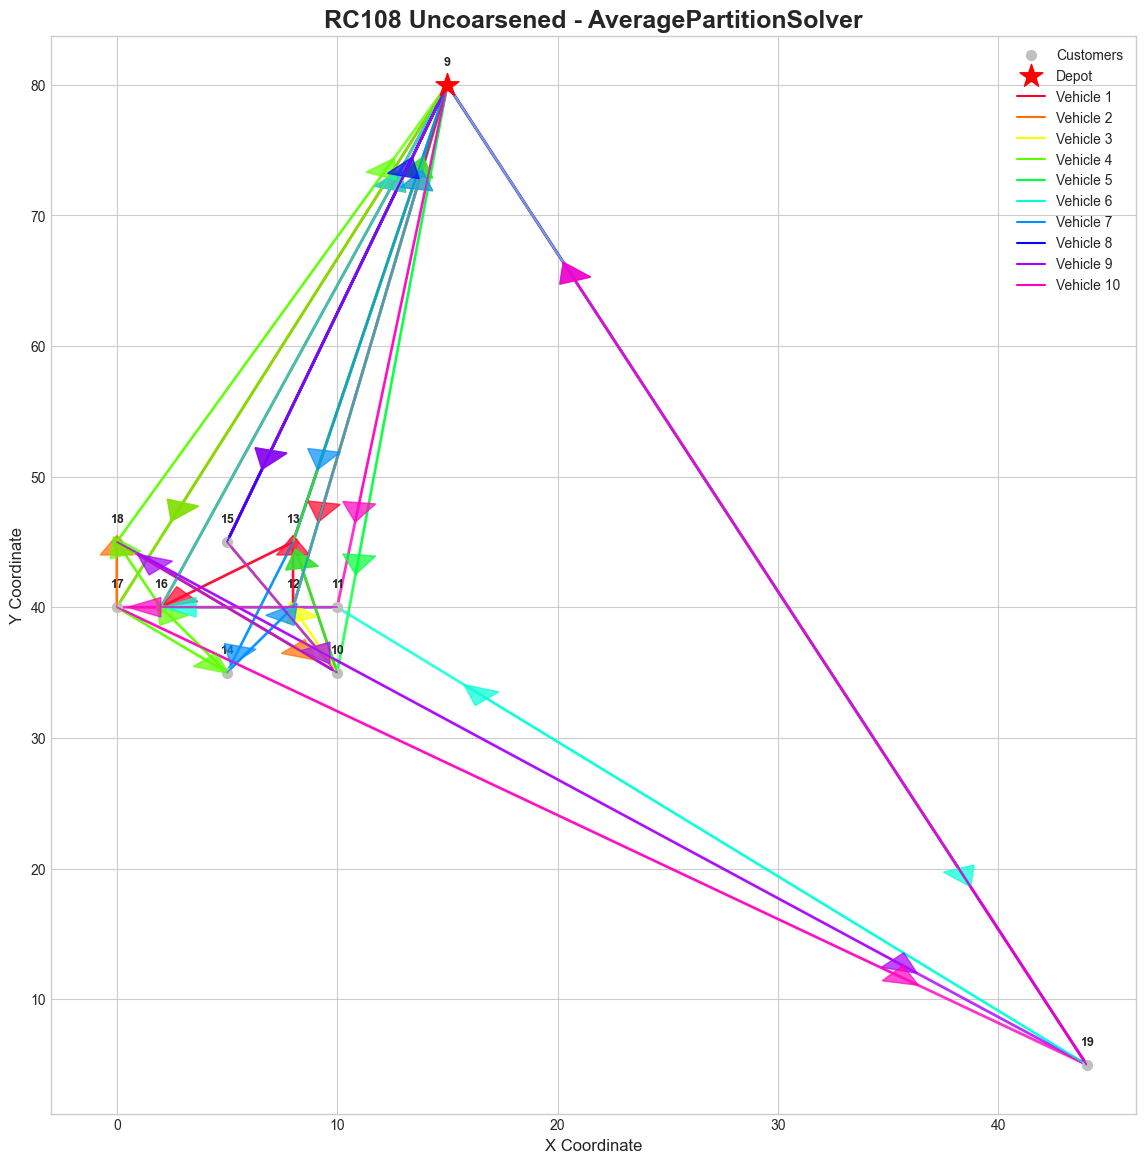 RC108 Uncoarsened - AveragePartitionSolver
Customers
Depot
Vehicle 1
Vehicle 2
Vehicle 3
Vehicle 4
Vehicle 5
Vehicle 6
Vehicle 7
Vehicle 8
Vehicle 9
Vehicle 10
Y Coordinate
80
70
60
50
40
30
20
10
9
18
15
13
17
16
12
11
14
10
19
0
10
20
30
40
X Coordinate